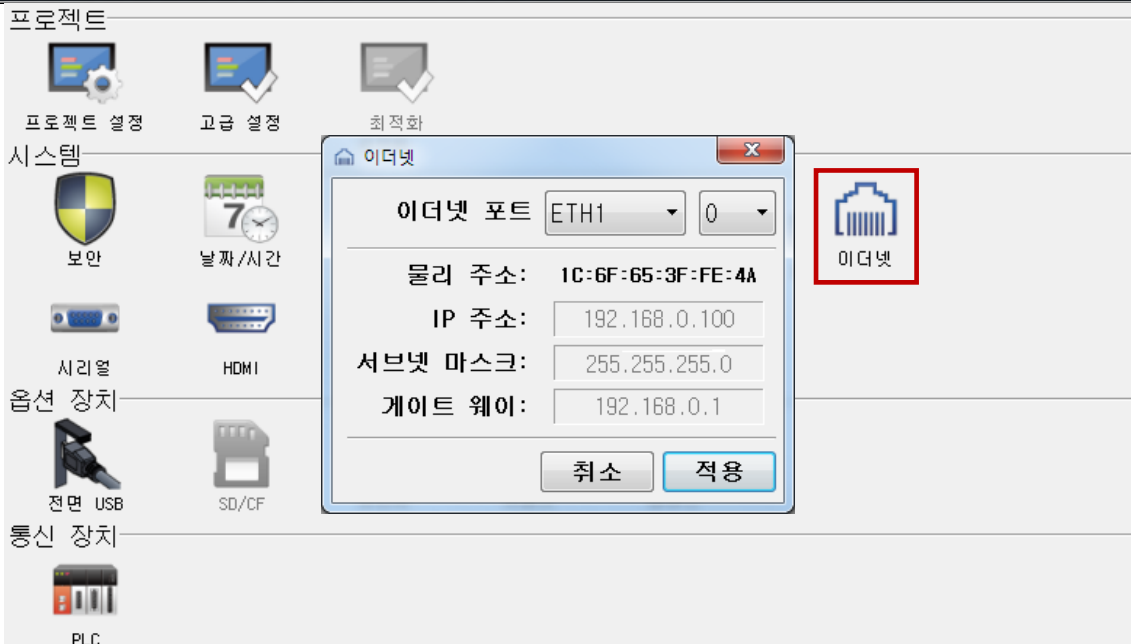 프로젝트
프로젝트 설정
고급 설정
최적화
시스템
보안
7
날짜/시간
이더넷
시리얼
HDMI
이더넷
이더넷 포트 ETH1 0
물리 주소: 1C:6F:65:3F:FE:4A
IP 주소: 192.168.0.100
서브넷 마스크: 255.255.255.0
게이트 웨이: 192.168.0.1
취소 적용
옵션 장치
전면 USB
SD/CF
통신 장치
PLC